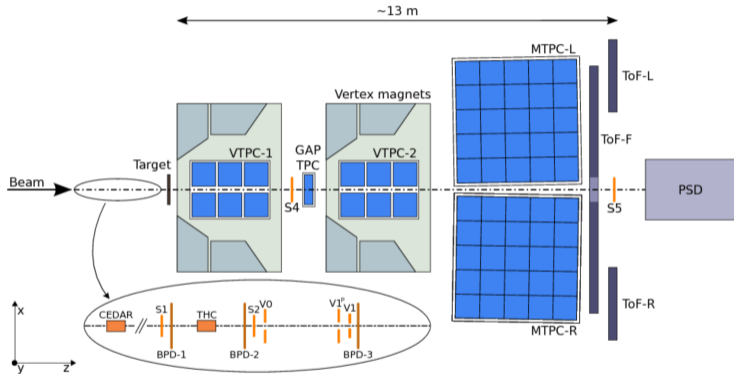 ~13 m
MTPC-L
ToF-L
Vertex magnets
ToF-F
GAP
TPC
VTPC-1
VTPC-2
Target
Beam
PSD
S4
S5
CEDAR
S1
THC
S2
V0
V1ᴾ
V1
BPD-1
BPD-2
BPD-3
MTPC-R
ToF-R
x
y
z